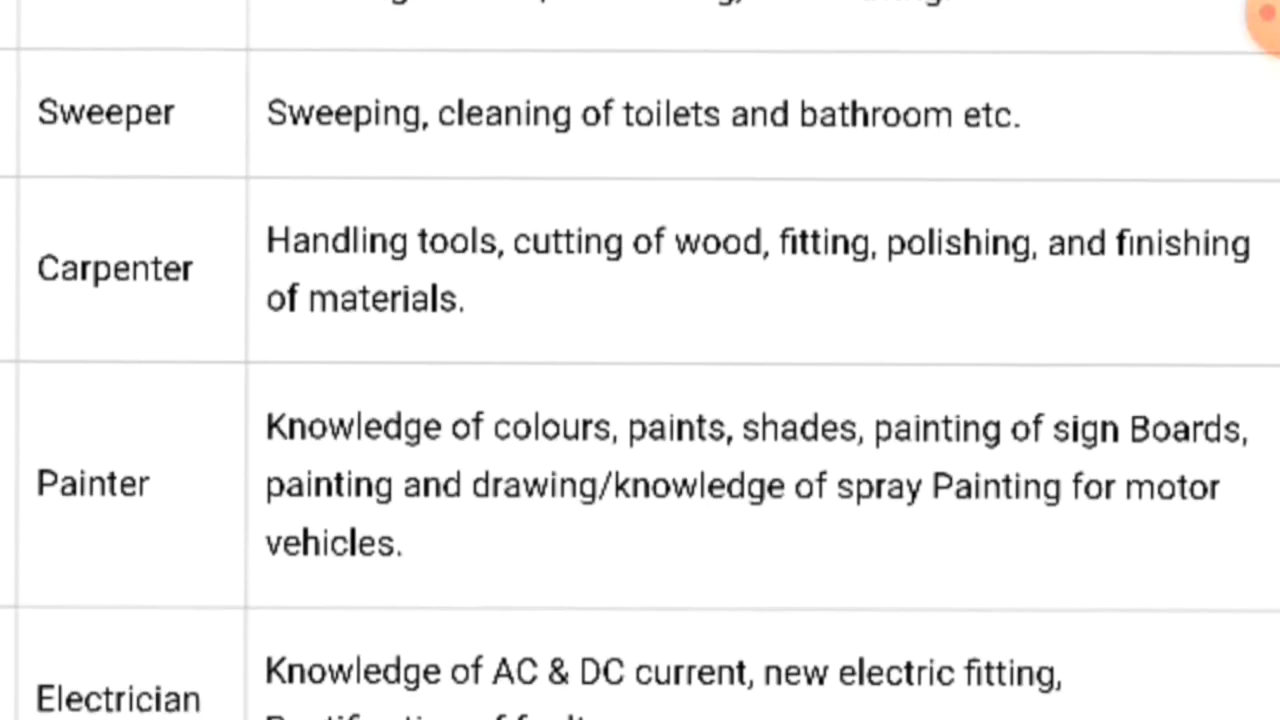 Sweeper
Sweeping, cleaning of toilets and bathroom etc.
Carpenter
Handling tools, cutting of wood, fitting, polishing, and finishing
of materials.
Painter
Knowledge of colours, paints, shades, painting of sign Boards,
painting and drawing/knowledge of spray Painting for motor
vehicles.
Electrician
Knowledge of AC & DC current, new electric fitting,